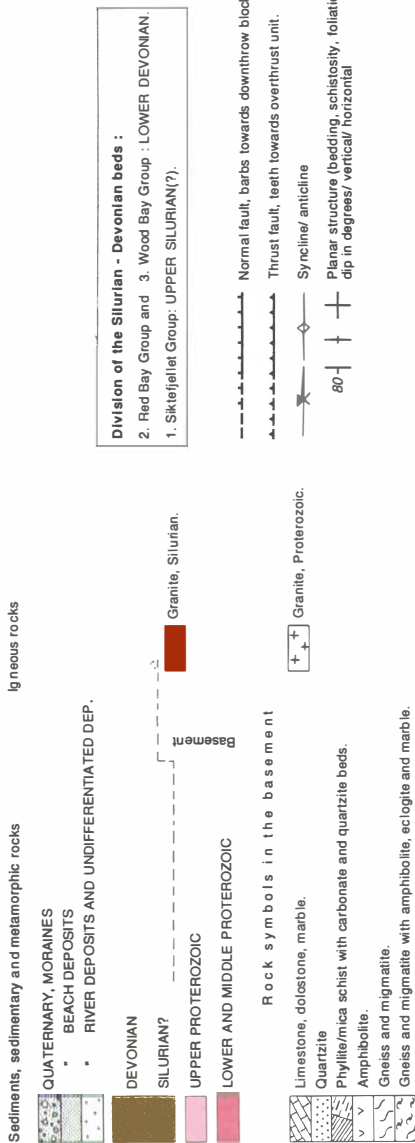 Sediments, sedimentary and metamorphic rocks
Igneous rocks
QUATERNARY, MORAINES
" BEACH DEPOSITS
" RIVER DEPOSITS AND UNDIFFERENTIATED DEP.
DEVONIAN
SILURIAN?
Basement
Granite, Silurian.
UPPER PROTEROZOIC
LOWER AND MIDDLE PROTEROZOIC
Rock symbols in the basement
Limestone, dolostone, marble.
Quartzite
Phyllite/mica schist with carbonate and quartzite beds.
Amphibolite.
Gneiss and migmatite.
Gneiss and migmatite with amphibolite, eclogite and marble.
Granite, Proterozoic.
Division of the Silurian - Devonian beds :
2. Red Bay Group and 3. Wood Bay Group : LOWER DEVONIAN.
1. Siktefjellet Group: UPPER SILURIAN(?).
Normal fault, barbs towards downthrow block
Thrust fault, teeth towards overthrust unit.
Syncline/ anticline
80
Planar structure (bedding, schistosity, foliatio
dip in degrees/ vertical/ horizontal